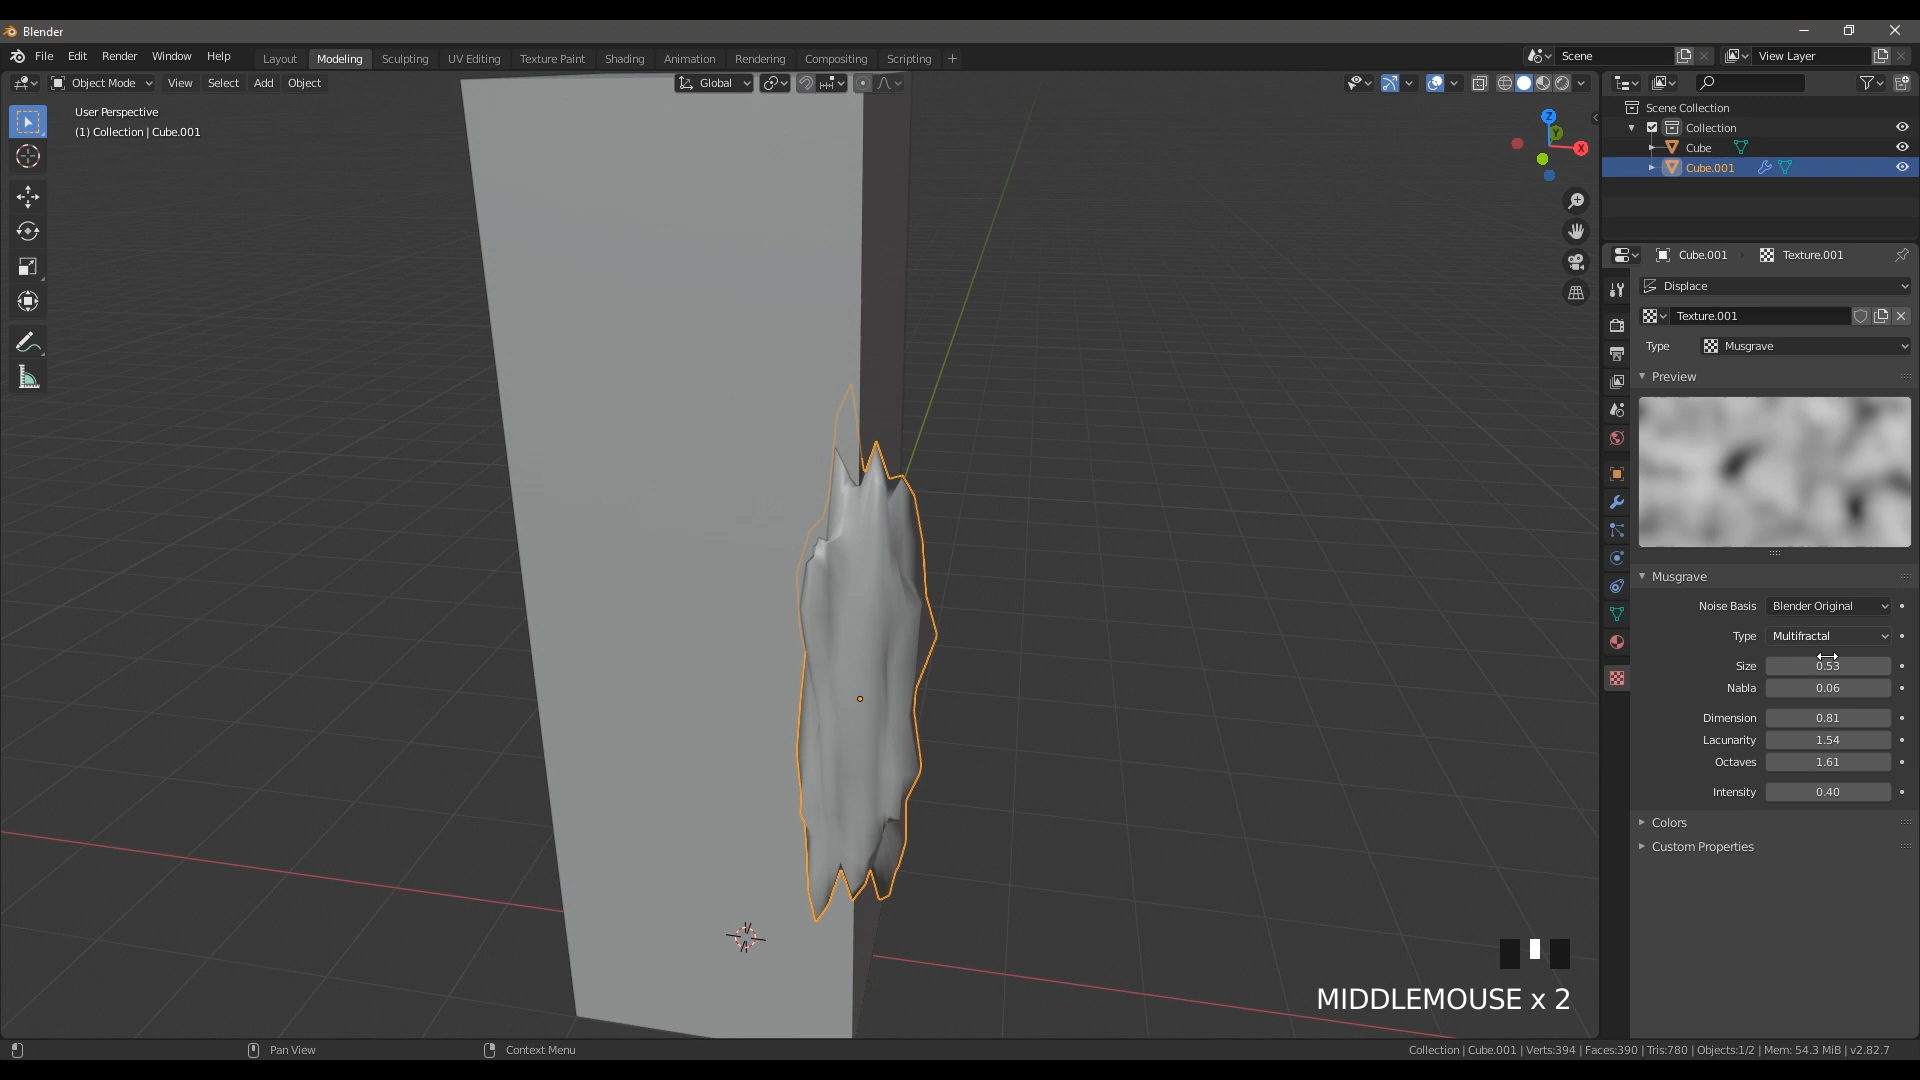 Blender
File Edit Render Window Help Layout Modeling Sculpting UV Editing Texture Paint Shading Animation Rendering Compositing Scripting + Scene View Layer
Object Mode View Select Add Object Global
User Perspective
(1) Collection | Cube.001
Z
Y
X
Scene Collection
Collection
Cube
Cube.001
Cube.001 Texture.001
Displace
Texture.001
Type Musgrave
Preview
Musgrave
Noise Basis Blender Original
Type Multifractal
Size 0.53
Nabla 0.06
Dimension 0.81
Lacunarity 1.54
Octaves 1.61
Intensity 0.40
Colors
Custom Properties
MIDDLEMOUSE x 2
Pan View Context Menu Collection | Cube.001 | Verts:394 | Faces:390 | Tris:780 | Objects:1/2 | Mem: 54.3 MiB | v2.82.7